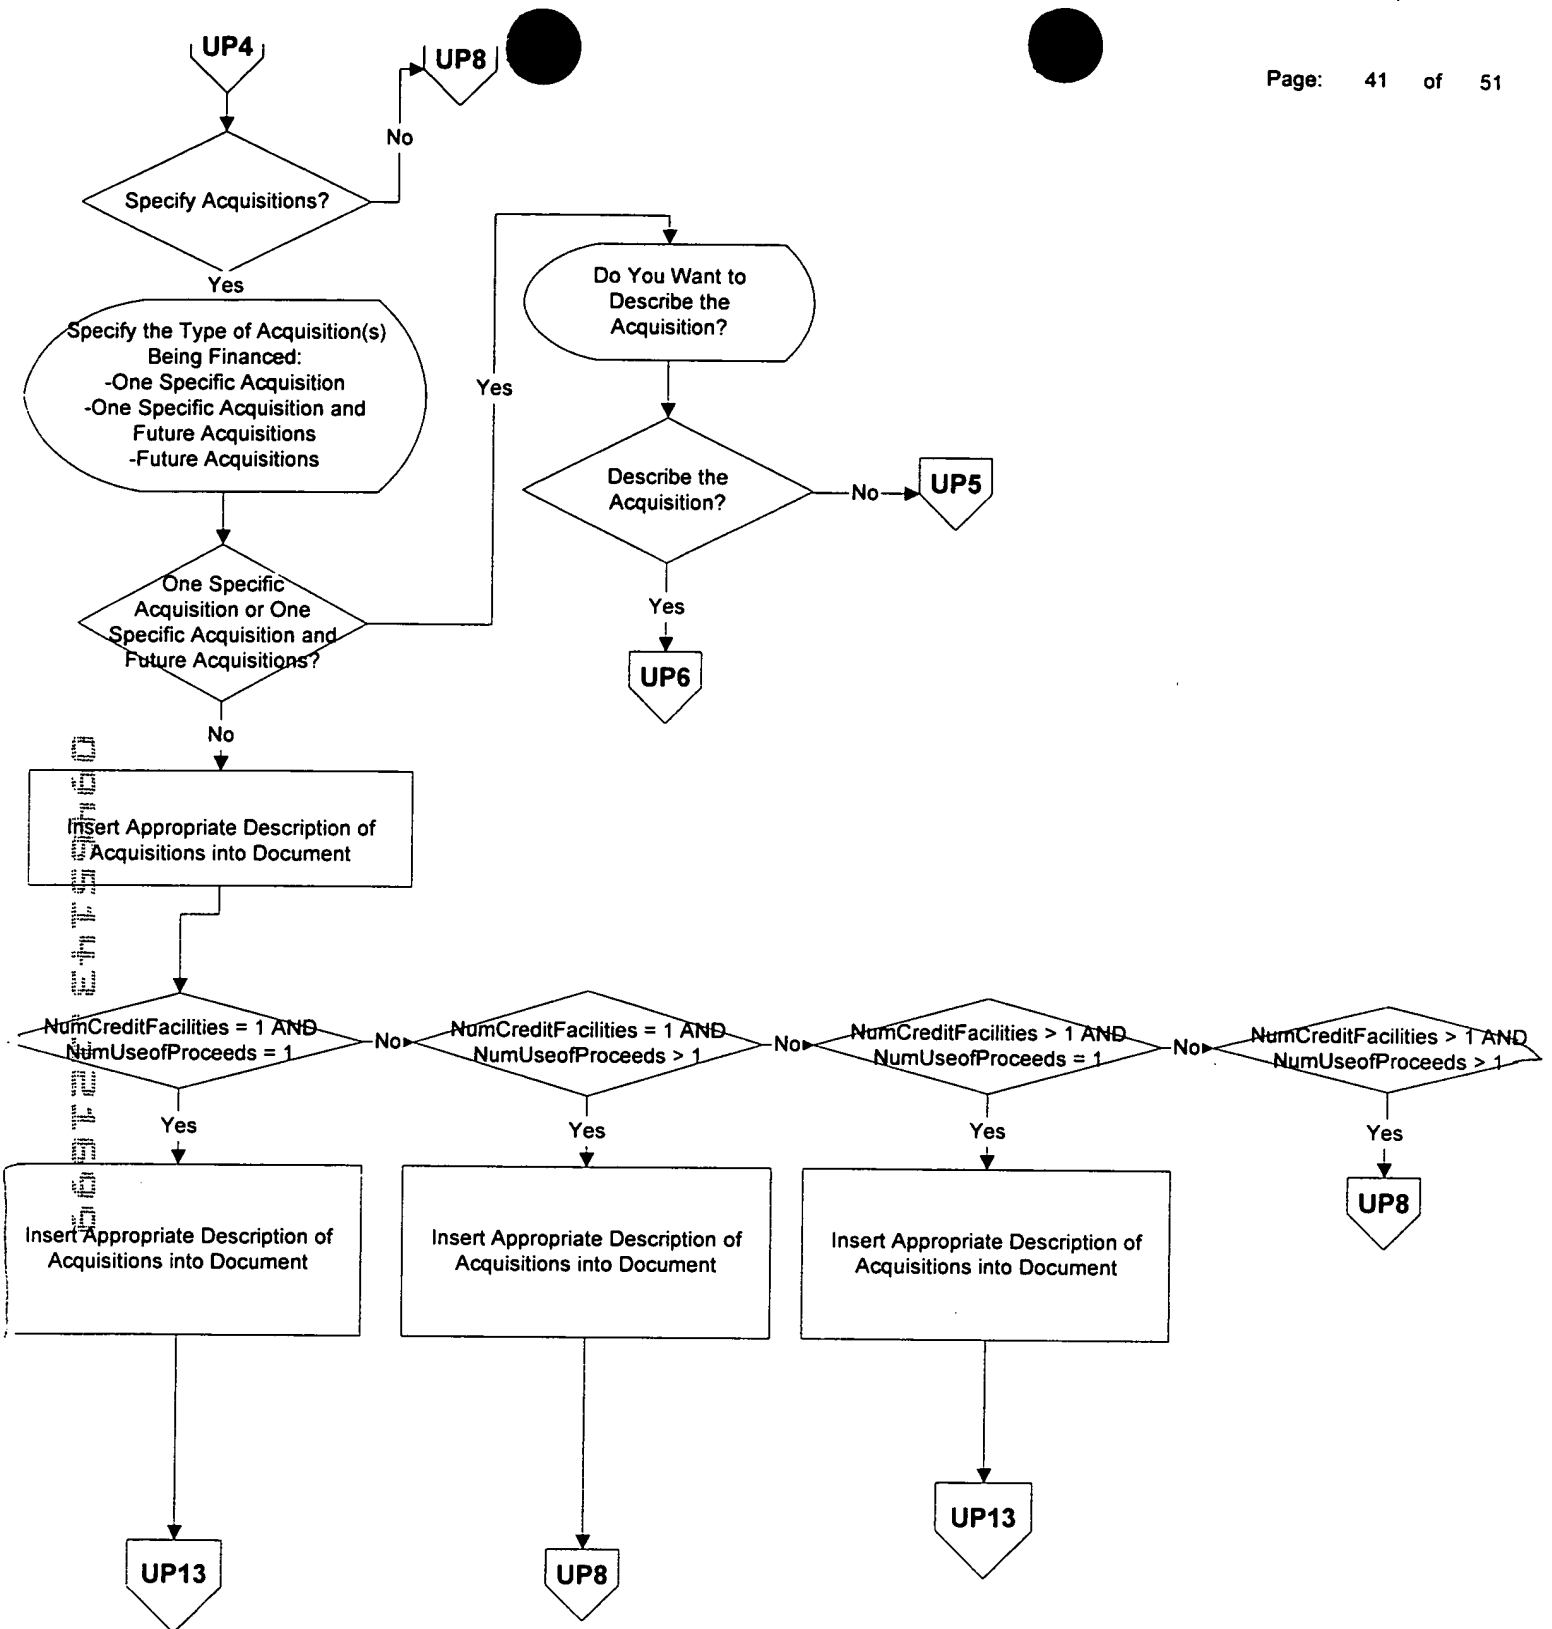 UP4
UP8
Page: 41 of 51
No
Specify Acquisitions?
Yes
Do You Want to
Describe the
Acquisition?
Specify the Type of Acquisition(s)
Being Financed:
-One Specific Acquisition
-One Specific Acquisition and
Future Acquisitions
-Future Acquisitions
Yes
Describe the
Acquisition?
No
UP5
One Specific
Acquisition or One
Specific Acquisition and
Future Acquisitions?
Yes
UP6
No
Insert Appropriate Description of
Acquisitions into Document
NumCreditFacilities = 1 AND
NumUseofProceeds = 1
No
NumCreditFacilities = 1 AND
NumUseofProceeds > 1
No
NumCreditFacilities > 1 AND
NumUseofProceeds = 1
No
NumCreditFacilities > 1 AND
NumUseofProceeds > 1
Yes
Yes
Yes
Yes
UP8
Insert Appropriate Description of
Acquisitions into Document
Insert Appropriate Description of
Acquisitions into Document
Insert Appropriate Description of
Acquisitions into Document
UP13
UP8
UP13